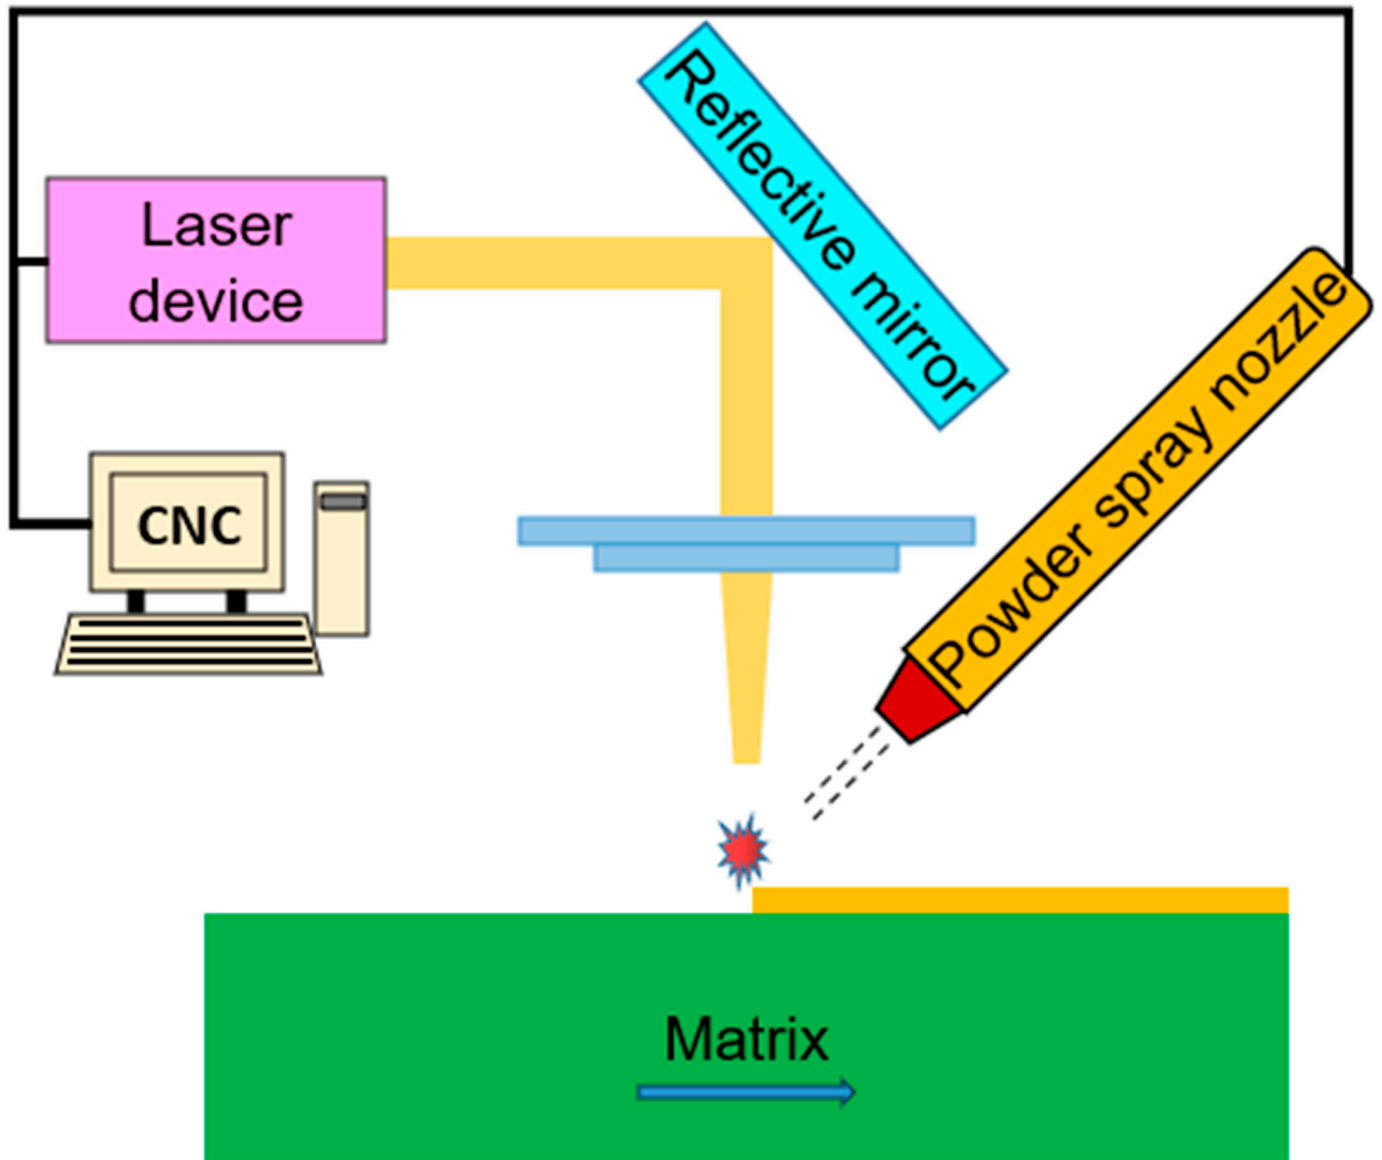 Reflective mirror
Laser
device
Powder spray nozzle
CNC
Matrix